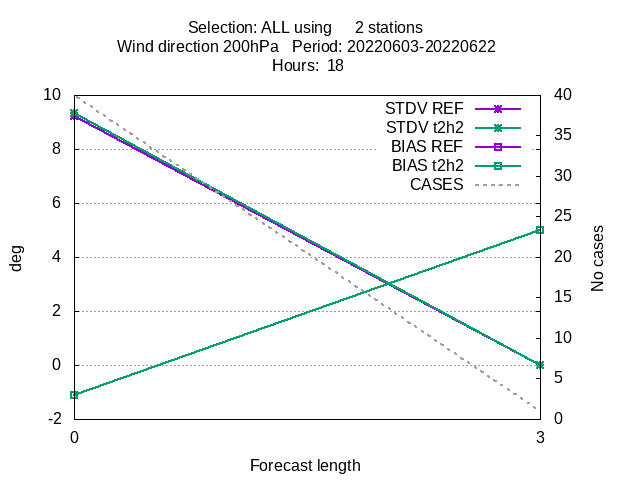 Selection: ALL using 2 stations
Wind direction 200hPa Period: 20220603-20220622
Hours: 18
STDV REF
STDV t2h2
BIAS REF
BIAS t2h2
CASES
10
8
6
4
2
0
-2
deg
40
35
30
25
20
15
10
5
0
No cases
0 3
Forecast length